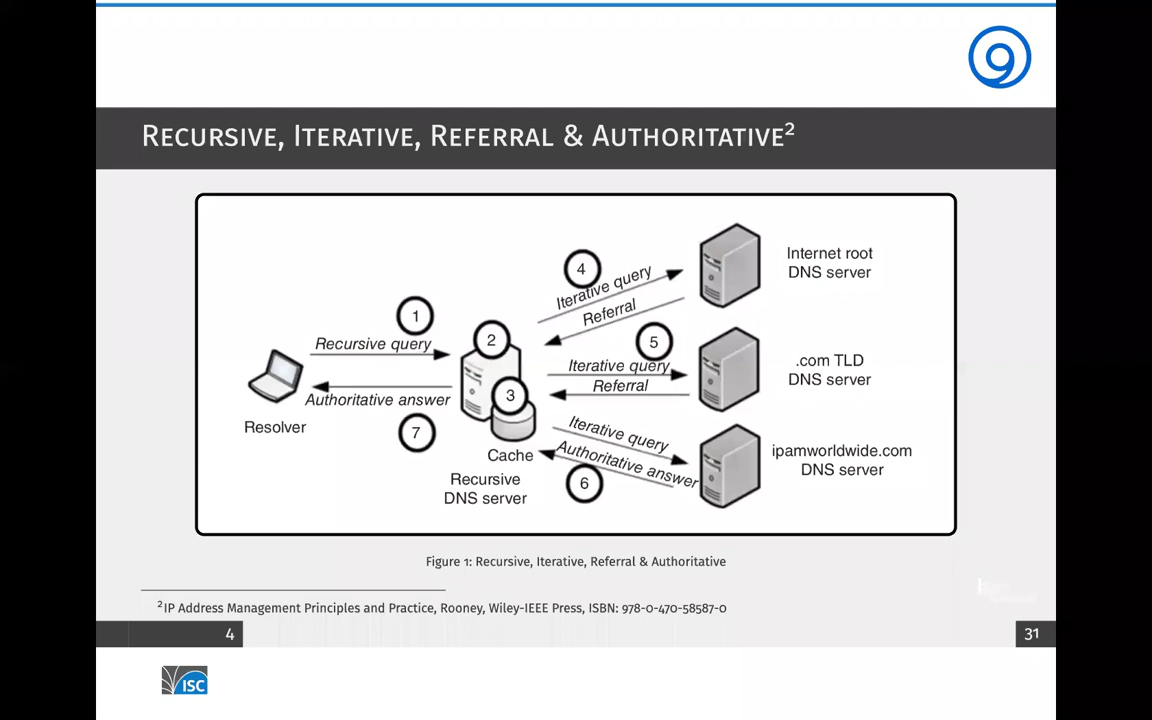 RECURSIVE, ITERATIVE, REFERRAL & AUTHORITATIVE²
4
Iterative query
Referral
Internet root
DNS server
1
Recursive query
2
5
Iterative query
Referral
.com TLD
DNS server
3
Authoritative answer
7
Resolver
Cache
Recursive
DNS server
Iterative query
Authoritative answer
6
ipamworldwide.com
DNS server
Figure 1: Recursive, Iterative, Referral & Authoritative
²IP Address Management Principles and Practice, Rooney, Wiley-IEEE Press, ISBN: 978-0-470-58587-0
4
31
ISC